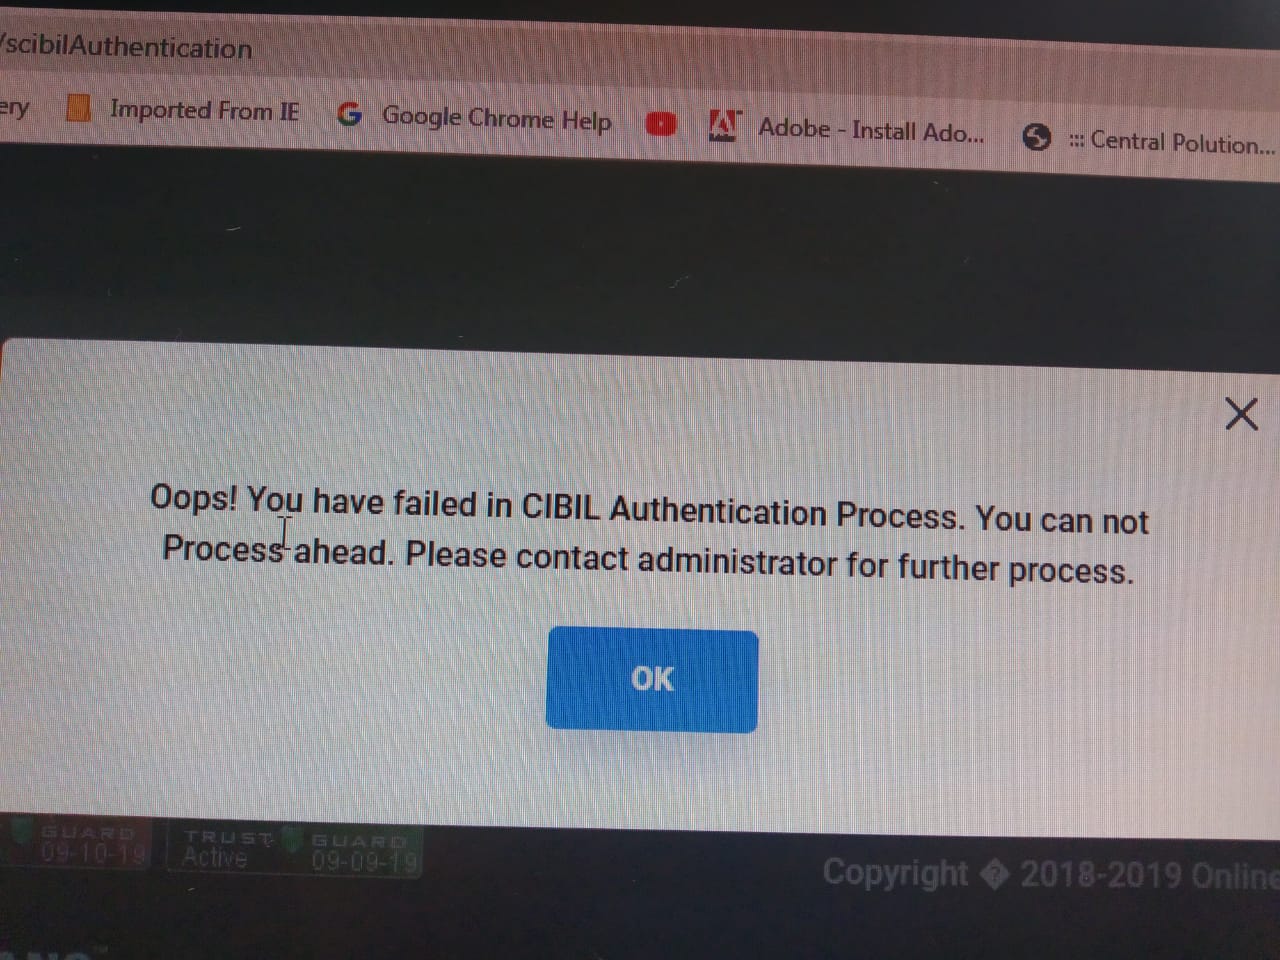 /scibilAuthentication
ery Imported From IE Google Chrome Help Adobe - Install Ado... ::: Central Polution...
Oops! You have failed in CIBIL Authentication Process. You can not
Process ahead. Please contact administrator for further process.
OK
GUARD TRUST GUARD
09-10-19 Active 09-09-19
Copyright � 2018-2019 Online